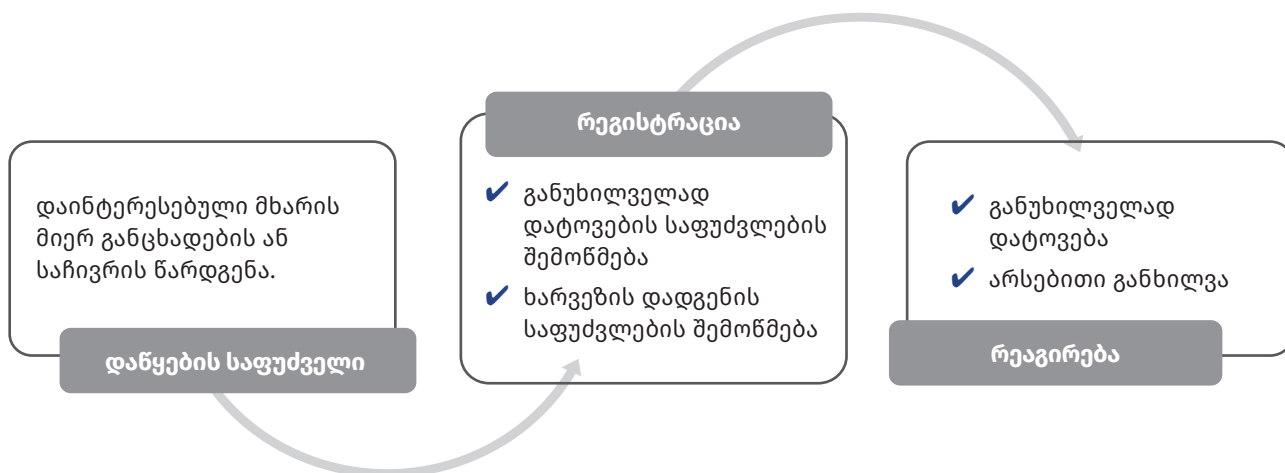 დაინტერესებული მხარის
მიერ განცხადების ან
საჩივრის წარდგენა.
დაწყების საფუძველი
რეგისტრაცია
განუხილველად
დატოვების საფუძვლების
შემოწმება
ხარვეზის დადგენის
საფუძვლების შემოწმება
განუხილველად
დატოვება
არსებითი განხილვა
რეაგირება